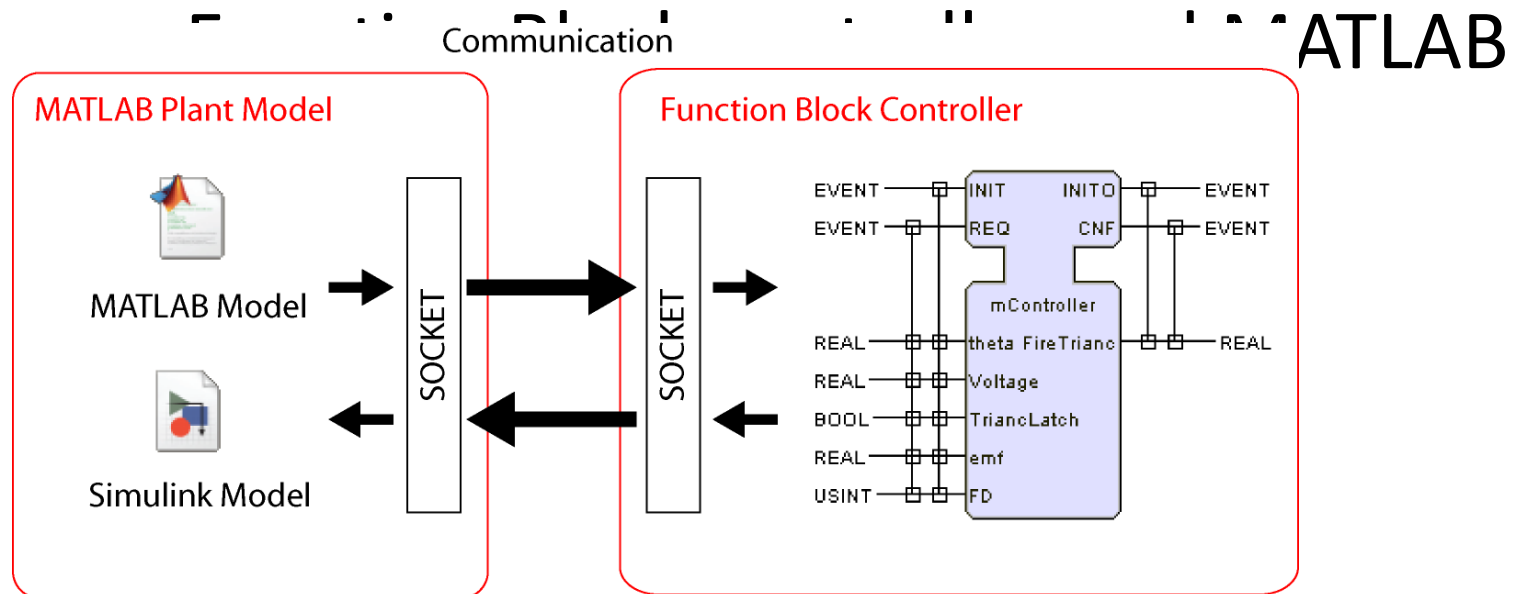 MATLAB
Communication
MATLAB Plant Model
Function Block Controller
MATLAB Model
Simulink Model
SOCKET
SOCKET
EVENT INIT INITO EVENT
EVENT REQ CNF EVENT
mController
REAL theta FireTrianc REAL
REAL Voltage
BOOL TriancLatch
REAL emf
USINT FD